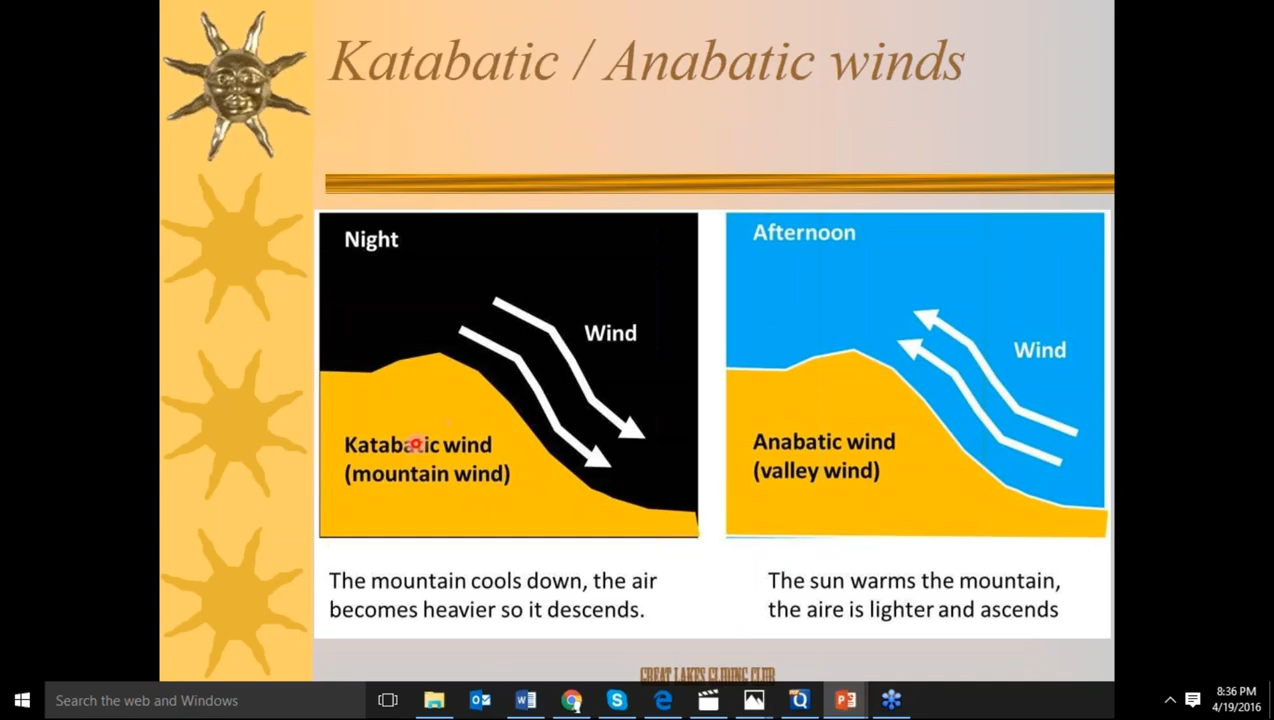 Katabatic / Anabatic winds
Night
Wind
Katabatic wind
(mountain wind)
The mountain cools down, the air
becomes heavier so it descends.
Afternoon
Wind
Anabatic wind
(valley wind)
The sun warms the mountain,
the aire is lighter and ascends
GREAT LAKES GLIDING CLUB
Search the web and Windows
8:36 PM
4/19/2016